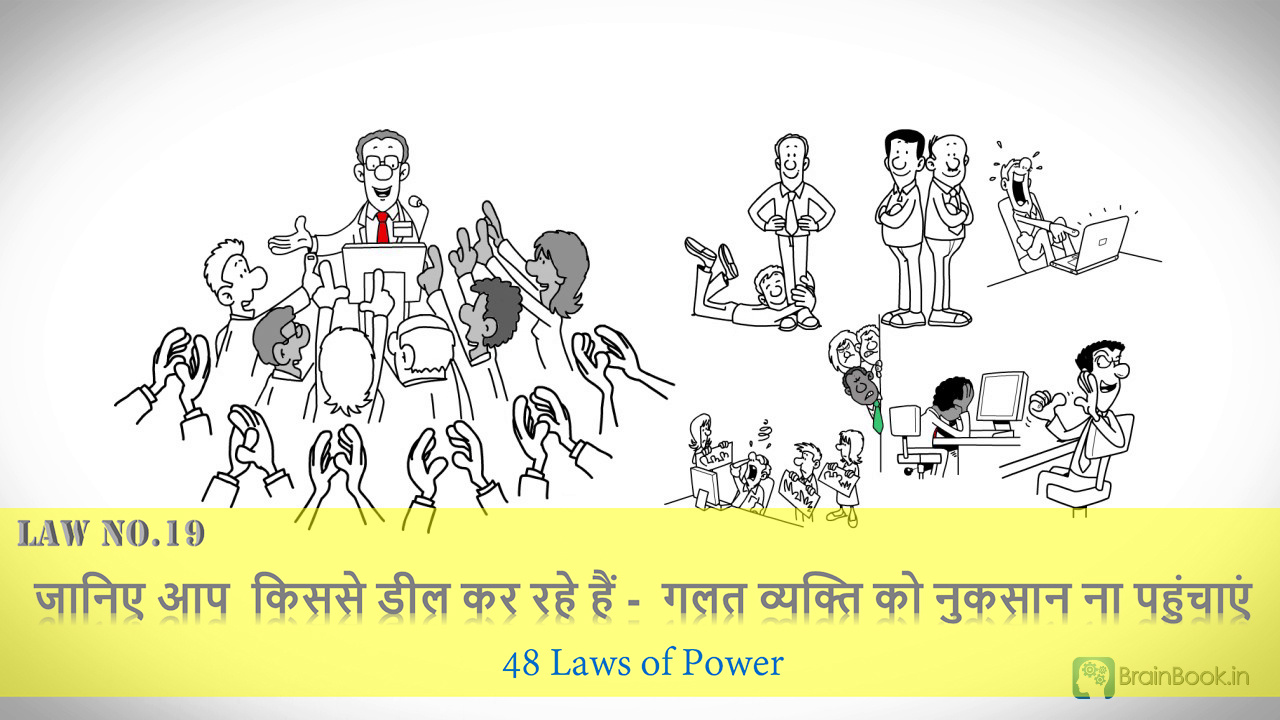 LAW NO.19
जानिए आप किससे डील कर रहे हैं - गलत व्यक्ति को नुकसान ना पहुंचाएं
48 Laws of Power
BrainBook.in